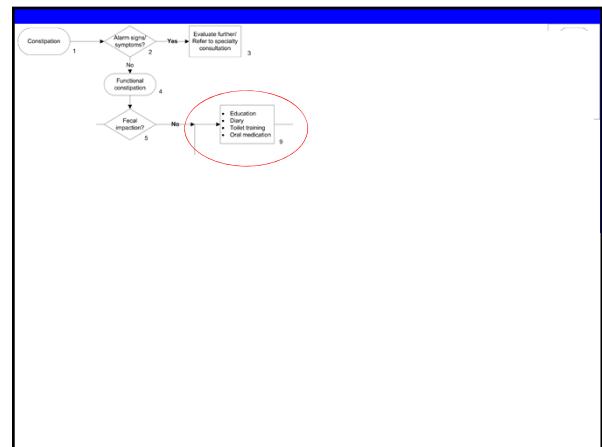 Constipation
1
Alarm signs/
symptoms?
2
Yes
Evaluate further/
Refer to specialty
consultation
3
No
Functional
constipation
4
Fecal
impaction?
5
No
• Education
• Diary
• Toilet training
• Oral medication
9